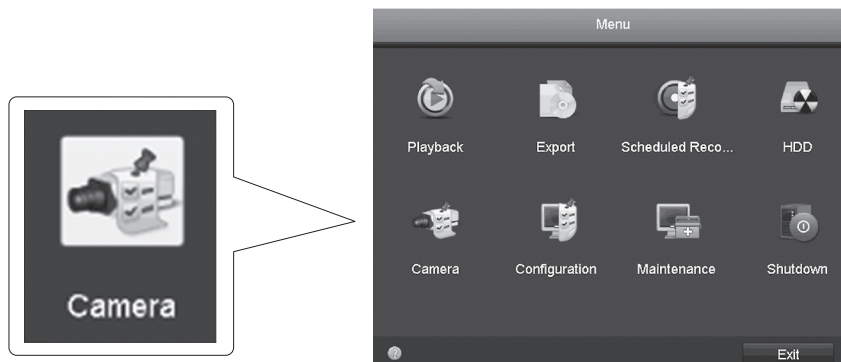 Camera
Menu
Playback Export Scheduled Reco... HDD
Camera Configuration Maintenance Shutdown
? Exit